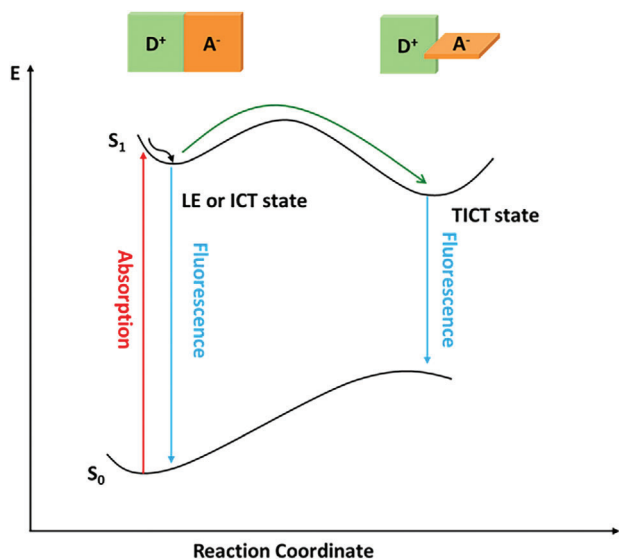 D⁺ A⁻
D⁺ A⁻
E
S₁
LE or ICT state
TICT state
Absorption
Fluorescence
Fluorescence
S₀
Reaction Coordinate